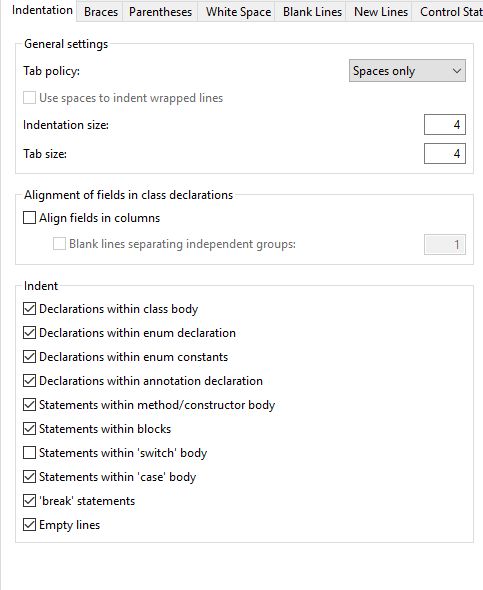 Indentation Braces Parentheses White Space Blank Lines New Lines Control Stat
General settings
Tab policy: Spaces only
Use spaces to indent wrapped lines
Indentation size: 4
Tab size: 4
Alignment of fields in class declarations
Align fields in columns
Blank lines separating independent groups: 1
Indent
Declarations within class body
Declarations within enum declaration
Declarations within enum constants
Declarations within annotation declaration
Statements within method/constructor body
Statements within blocks
Statements within 'switch' body
Statements within 'case' body
'break' statements
Empty lines